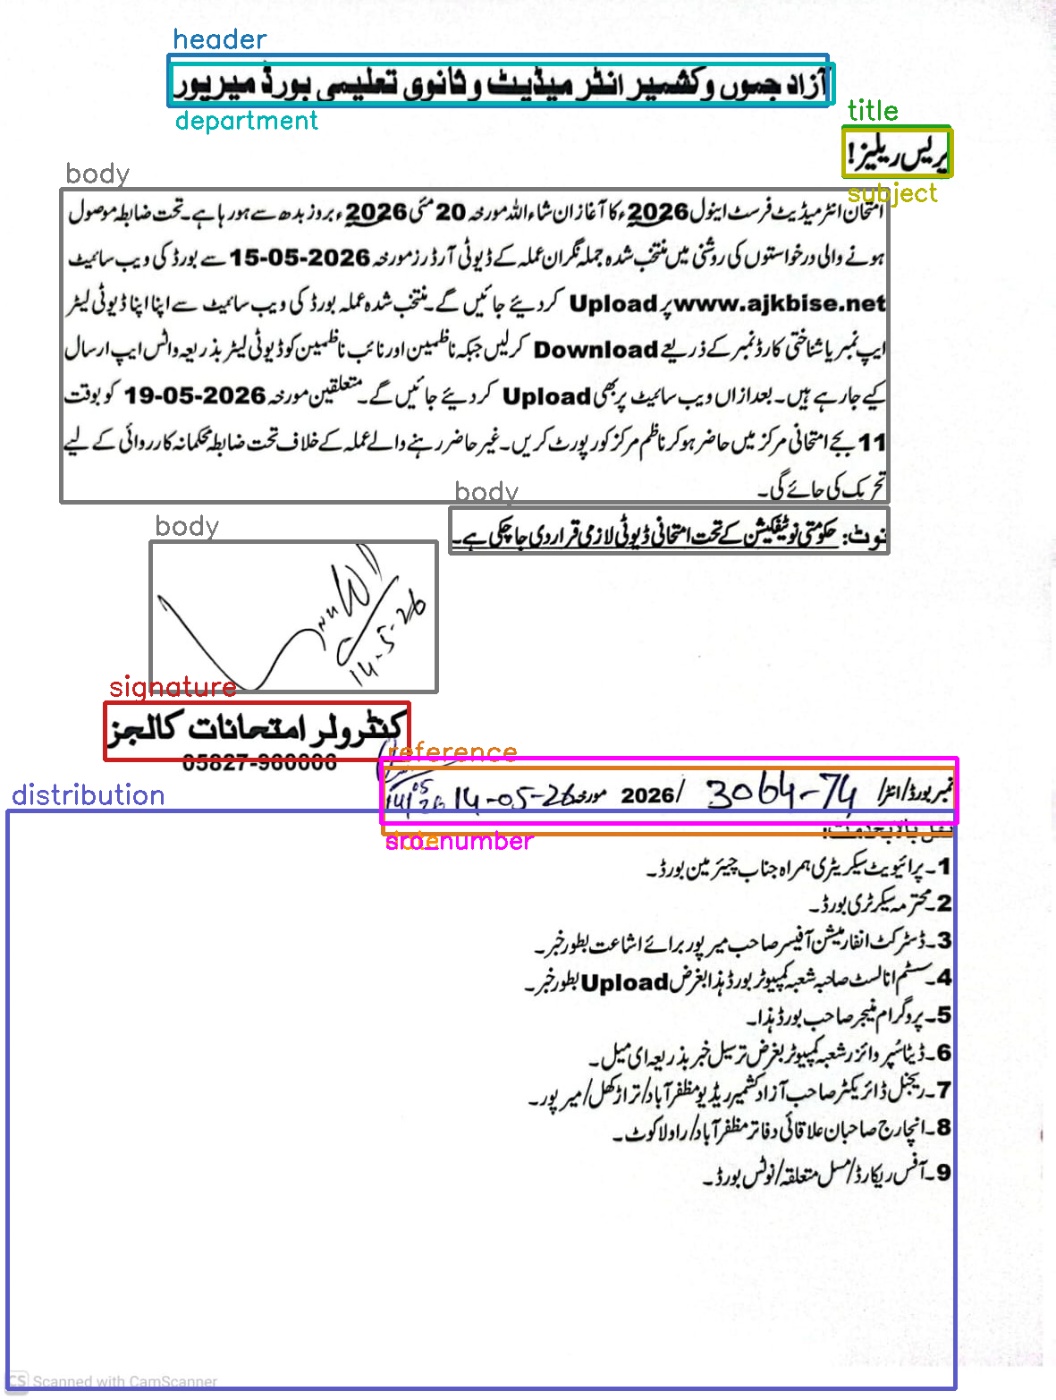 header
آزاد جموں و کشمیر انٹر میڈیٹ و ثانوی تعلیمی بورڈ میرپور
department
title
پریس ریلیز!
subject
body
امتحان انٹر میڈیٹ فرسٹ اینول 2026ء کا آغاز ان شاء اللہ مورخہ 20 مئی 2026ء بروز بدھ سے ہو رہا ہے۔ تحت ضابطہ موصول
ہونے والی درخواستوں کی روشنی میں منتخب شدہ جملہ نگران عملہ کے ڈیوٹی آرڈرز مورخہ 15-05-2026 سے بورڈ کی ویب سائیٹ
www.ajkbise.net پر Upload کر دیئے جائیں گے۔ منتخب شدہ عملہ بورڈ کی ویب سائیٹ سے اپنا اپنا ڈیوٹی لیٹر
ایپ نمبر یا شناختی کارڈ نمبر کے ذریعے Download کر لیں جبکہ ناظمین اور نائب ناظمین کو ڈیوٹی لیٹر بذریعہ واٹس ایپ ارسال
کیے جا رہے ہیں۔ بعد ازاں ویب سائیٹ پر بھی Upload کر دیئے جائیں گے۔ متعلقین مورخہ 19-05-2026 کو بوقت
11 بجے امتحانی مرکز میں حاضر ہو کر ناظم مرکز کو رپورٹ کریں۔ غیر حاضر رہنے والے عملہ کے خلاف تحت ضابطہ محکمانہ کارروائی کے لیے
تحریک کی جائے گی۔
body
نوٹ: حکومتی نوٹیفکیشن کے تحت امتحانی ڈیوٹی لازمی قرار دی جا چکی ہے۔
body
14-5-26
signature
کنٹرولر امتحانات کالجز
05827-960006
reference
نمبر بورڈ/انٹر/ 3064-74 /2026 مورخہ 14-05-26
distribution
نقل بالا بخدمت:
1۔ پرائیویٹ سیکریٹری ہمراہ جناب چیئرمین بورڈ۔
2۔ محترمہ سیکرٹری بورڈ۔
3۔ ڈسٹرکٹ انفارمیشن آفیسر صاحب میرپور برائے اشاعت بطور خبر۔
4۔ سسٹم انالسٹ صاحبہ شعبہ کمپیوٹر بورڈ ہذا بغرض Upload بطور خبر۔
5۔ پروگرام منیجر صاحب بورڈ ہذا۔
6۔ ڈیٹا سپروائزر شعبہ کمپیوٹر بغرض ترسیل خبر بذریعہ ای میل۔
7۔ ریجنل ڈائریکٹر صاحب آزاد کشمیر ریڈیو مظفرآباد/تراڑکھل/میرپور۔
8۔ انچارج صاحبان علاقائی دفاتر مظفرآباد/راولاکوٹ۔
9۔ آفس ریکارڈ/مسل متعلقہ/نوٹس بورڈ۔
CS Scanned with CamScanner